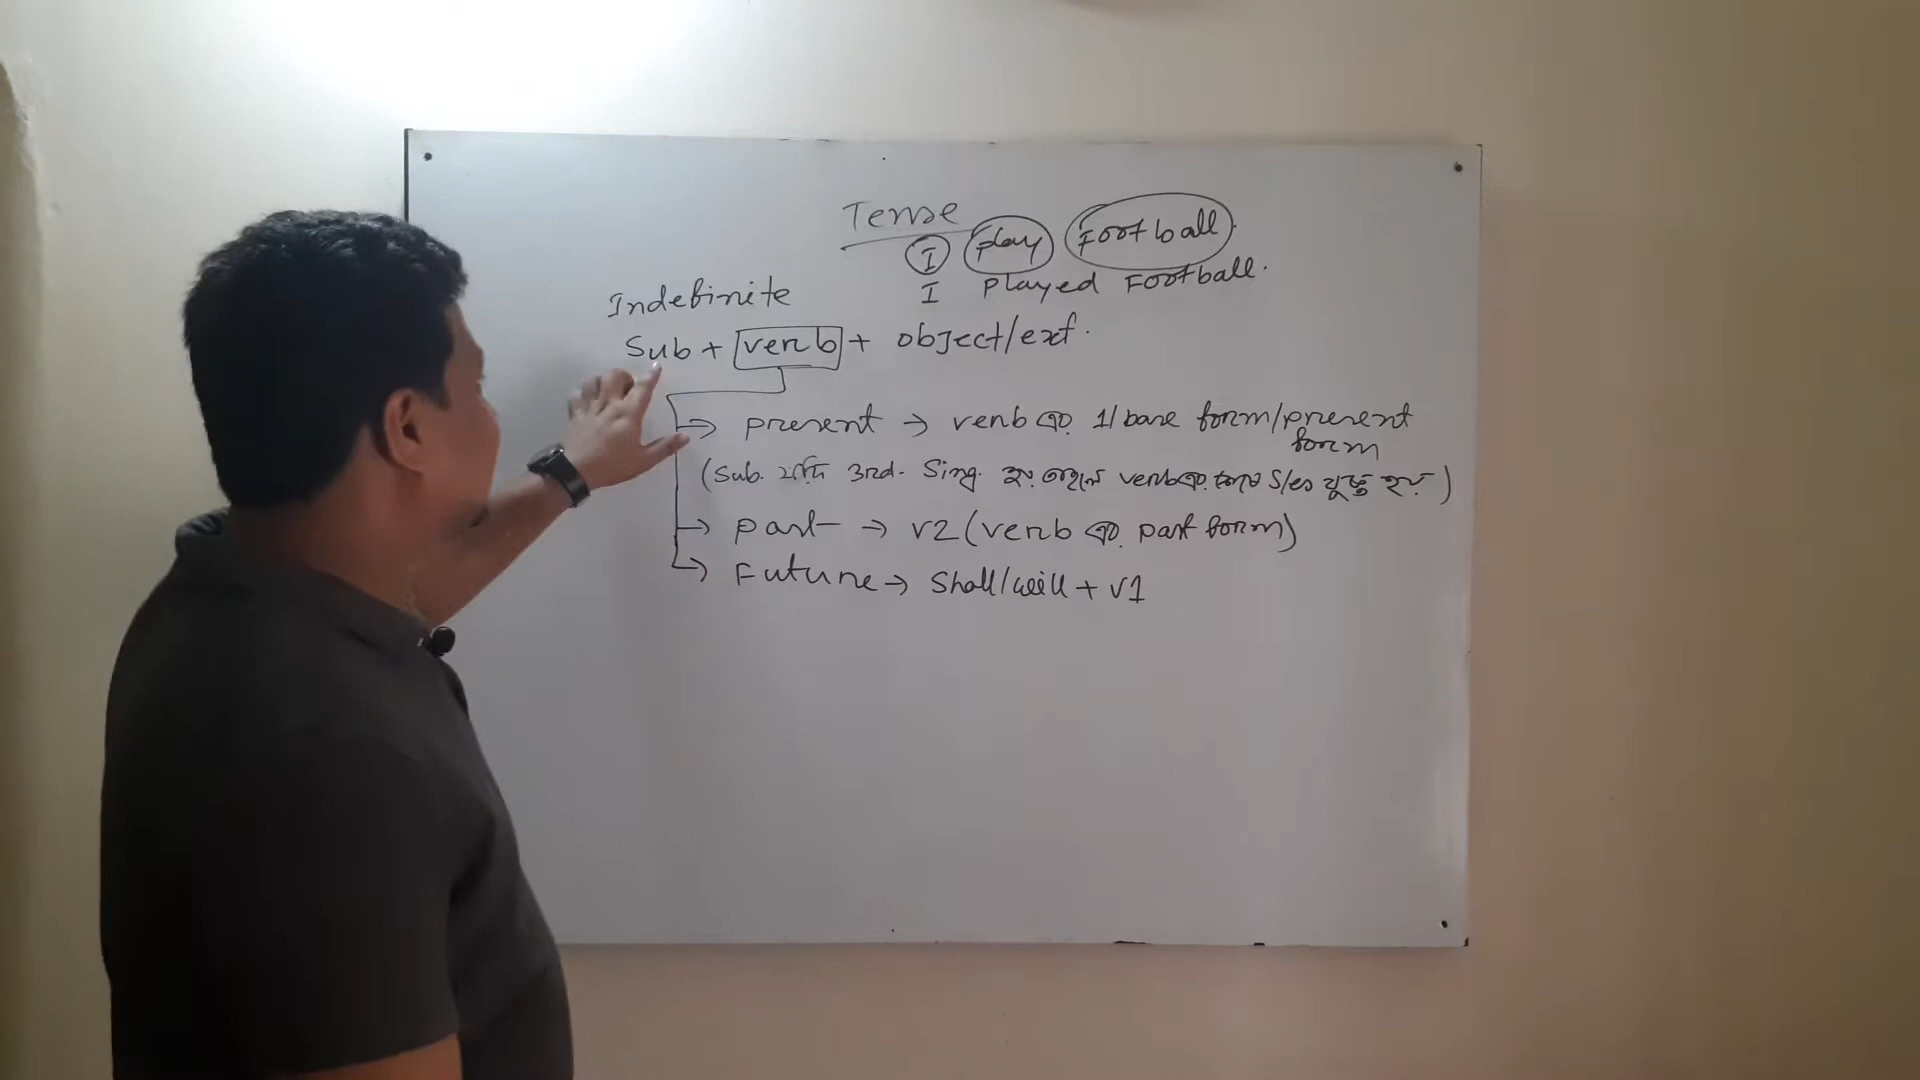 Tense
I play Football.
I played Football.
Indefinite
Sub + verb + object/ext.
present → verb এর 1/base form/present form
(Sub. যদি 3rd. Sing. হয় তাহলে verb এর সাথে s/es যুক্ত হয়)
past → v2 (verb এর past form)
Future → Shall/will + v1